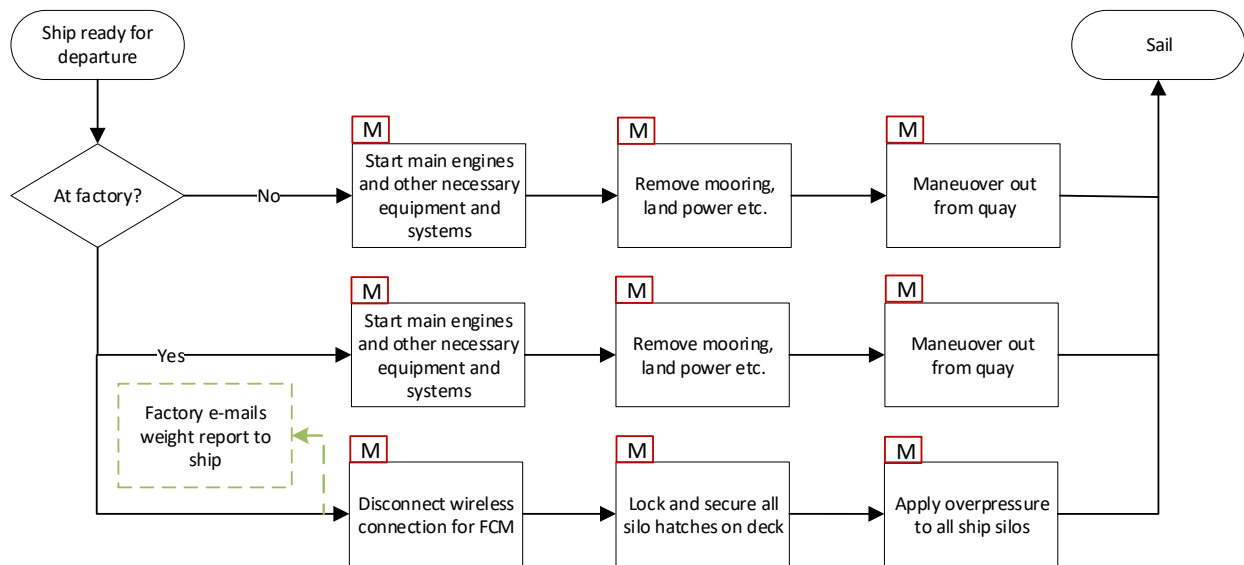 Ship ready for
departure
Sail
At factory?
No
M
Start main engines
and other necessary
equipment and
systems
M
Remove mooring,
land power etc.
M
Maneuover out
from quay
Yes
M
Start main engines
and other necessary
equipment and
systems
M
Remove mooring,
land power etc.
M
Maneuover out
from quay
Factory e-mails
weight report to
ship
M
Disconnect wireless
connection for FCM
M
Lock and secure all
silo hatches on deck
M
Apply overpressure
to all ship silos